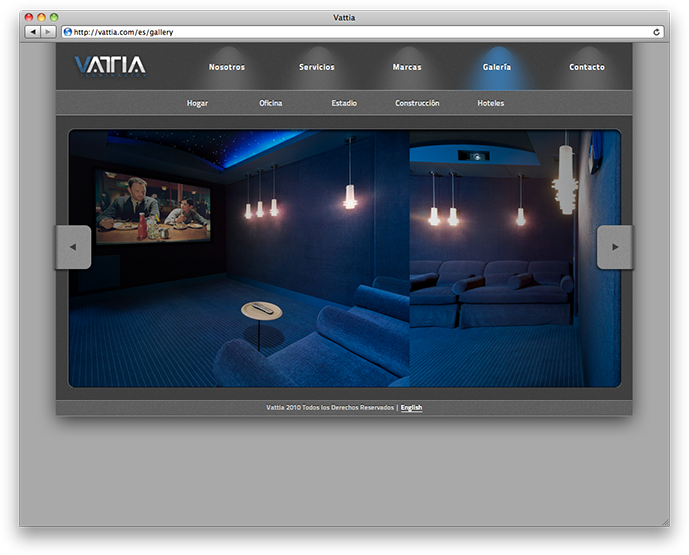 Vattia
http://vattia.com/es/gallery
VATTIA
Nosotros Servicios Marcas Galería Contacto
Hogar Oficina Estadio Construcción Hoteles
Vattia 2010 Todos los Derechos Reservados | English